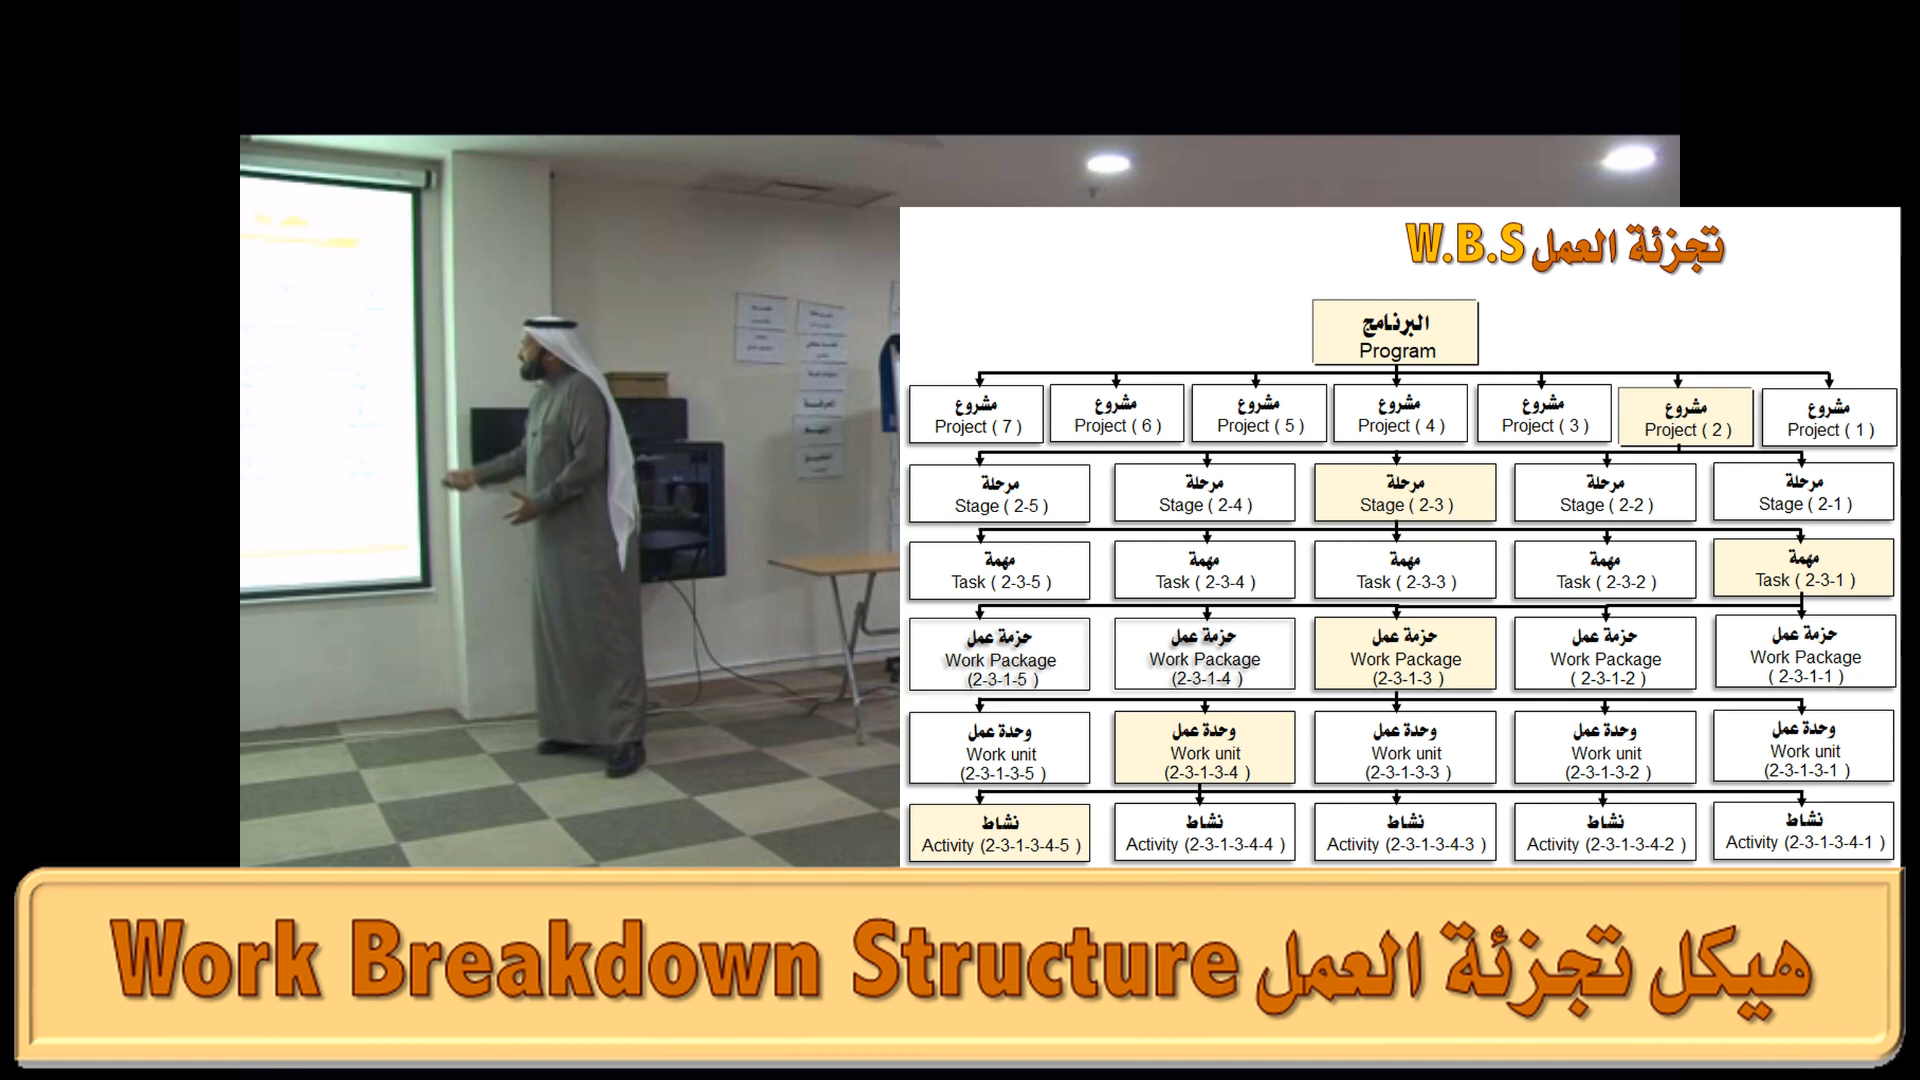 تجزئة العمل W.B.S
البرنامج
Program
مشروع
Project ( 1 )
مشروع
Project ( 2 )
مشروع
Project ( 3 )
مشروع
Project ( 4 )
مشروع
Project ( 5 )
مشروع
Project ( 6 )
مشروع
Project ( 7 )
مرحلة
Stage ( 2-1 )
مرحلة
Stage ( 2-2 )
مرحلة
Stage ( 2-3 )
مرحلة
Stage ( 2-4 )
مرحلة
Stage ( 2-5 )
مهمة
Task ( 2-3-1 )
مهمة
Task ( 2-3-2 )
مهمة
Task ( 2-3-3 )
مهمة
Task ( 2-3-4 )
مهمة
Task ( 2-3-5 )
حزمة عمل
Work Package
( 2-3-1-1 )
حزمة عمل
Work Package
( 2-3-1-2 )
حزمة عمل
Work Package
(2-3-1-3 )
حزمة عمل
Work Package
(2-3-1-4 )
حزمة عمل
Work Package
(2-3-1-5 )
وحدة عمل
Work unit
(2-3-1-3-1 )
وحدة عمل
Work unit
(2-3-1-3-2 )
وحدة عمل
Work unit
(2-3-1-3-3 )
وحدة عمل
Work unit
(2-3-1-3-4 )
وحدة عمل
Work unit
(2-3-1-3-5 )
نشاط
Activity (2-3-1-3-4-1 )
نشاط
Activity (2-3-1-3-4-2 )
نشاط
Activity (2-3-1-3-4-3 )
نشاط
Activity (2-3-1-3-4-4 )
نشاط
Activity (2-3-1-3-4-5 )
هيكل تجزئة العمل Work Breakdown Structure